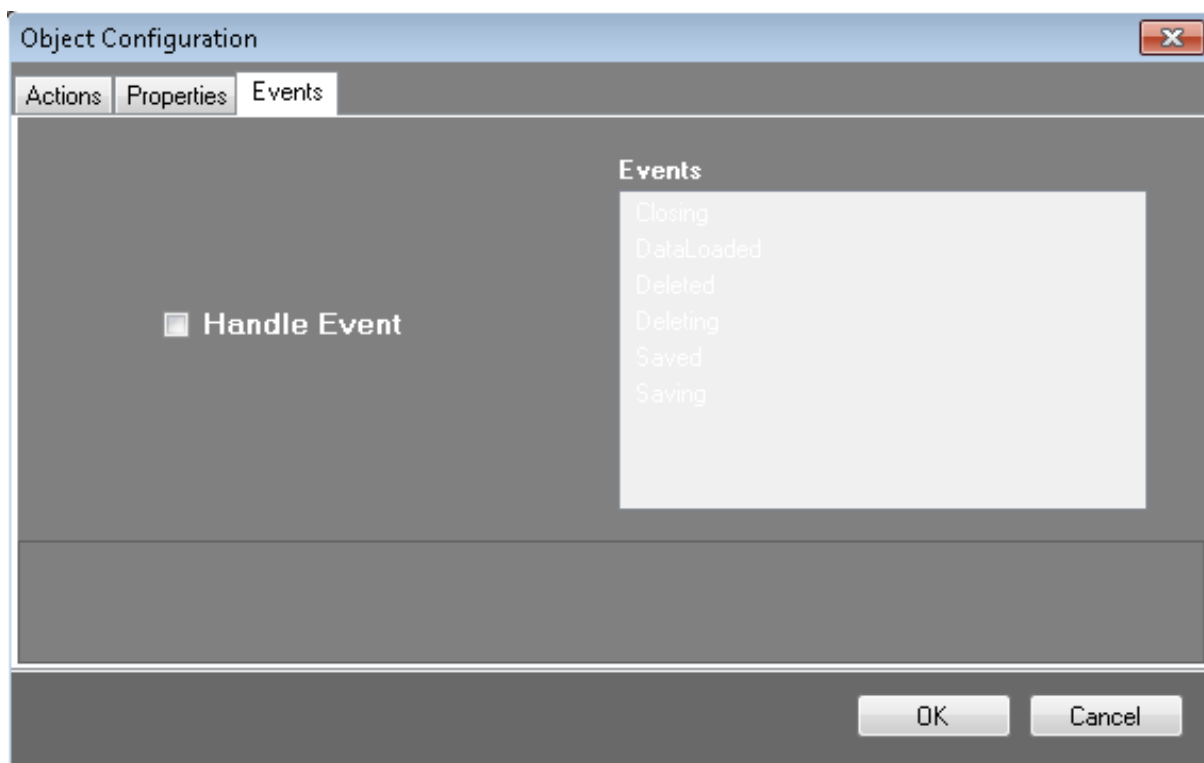 Object Configuration
Actions Properties Events
Events
Closing
DataLoaded
Deleted
Deleting
Saved
Saving
Handle Event
OK Cancel